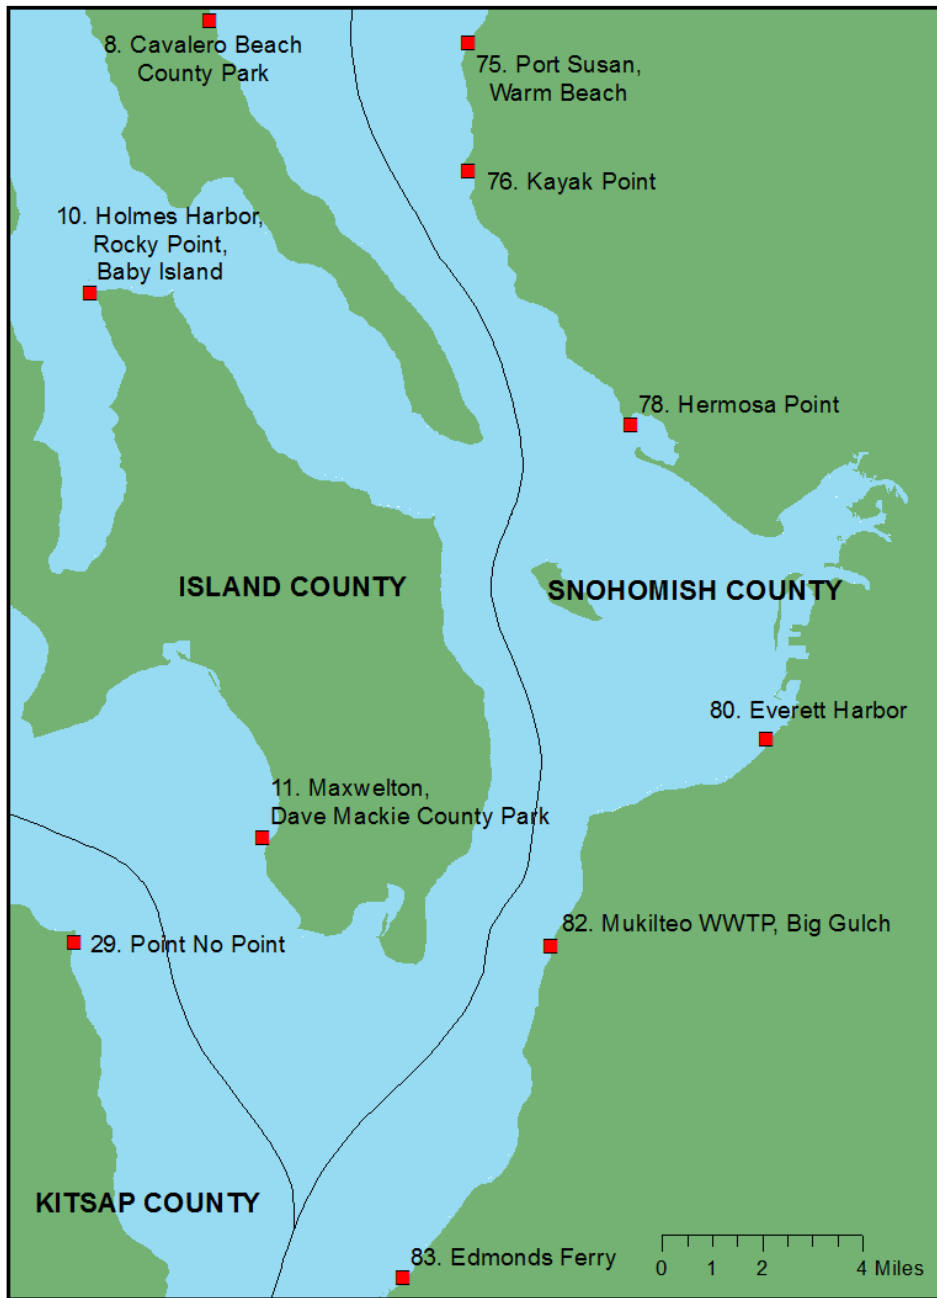 8. Cavalero Beach
County Park
75. Port Susan,
Warm Beach
76. Kayak Point
10. Holmes Harbor,
Rocky Point,
Baby Island
78. Hermosa Point
ISLAND COUNTY
SNOHOMISH COUNTY
80. Everett Harbor
11. Maxwelton,
Dave Mackie County Park
82. Mukilteo WWTP, Big Gulch
29. Point No Point
KITSAP COUNTY
83. Edmonds Ferry
0 1 2 4 Miles